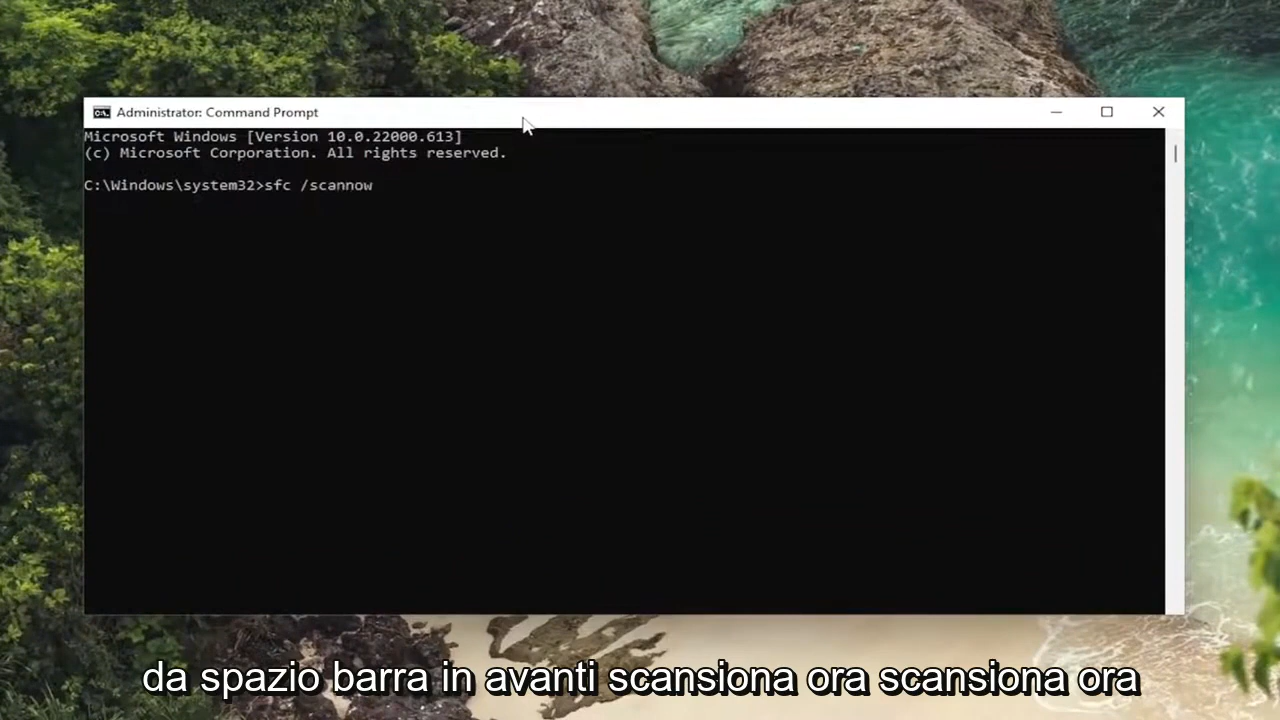 Administrator: Command Prompt
Microsoft Windows [Version 10.0.22000.613]
(c) Microsoft Corporation. All rights reserved.
C:\Windows\system32>sfc /scannow
da spazio barra in avanti scansiona ora scansiona ora